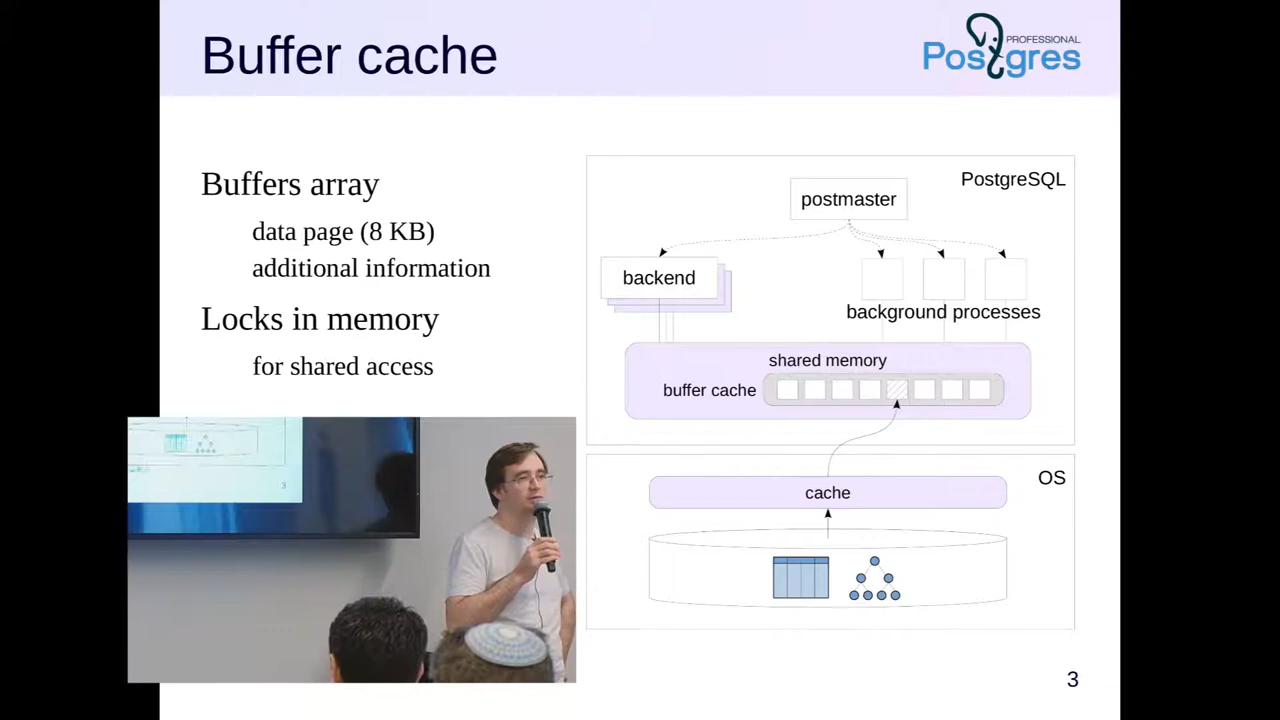 Buffer cache
PROFESSIONAL
Postgres
Buffers array
data page (8 KB)
additional information
Locks in memory
for shared access
PostgreSQL
postmaster
backend
background processes
shared memory
buffer cache
OS
cache
3
3